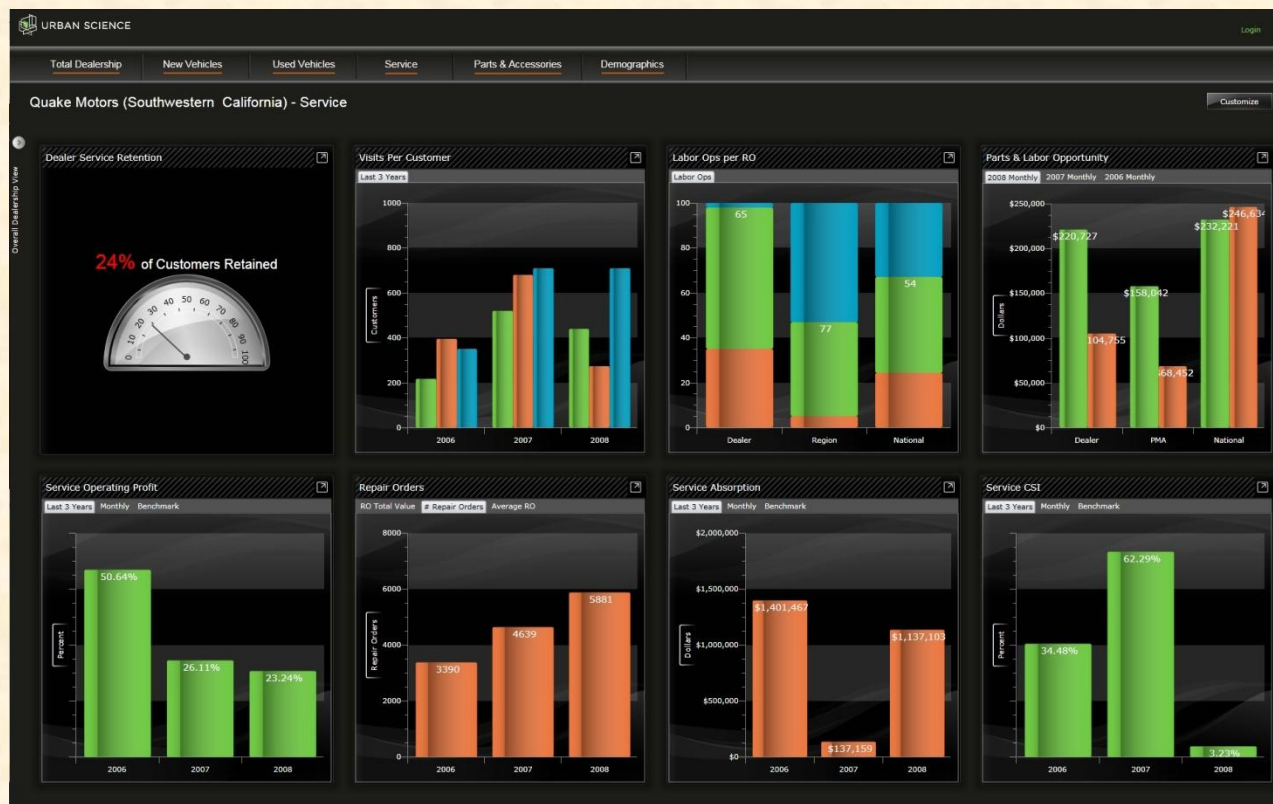 URBAN SCIENCE
Login
Total Dealership New Vehicles Used Vehicles Service Parts & Accessories Demographics
Quake Motors (Southwestern California) - Service
Customize
Overall Dealership View
Dealer Service Retention
24% of Customers Retained
0 10 20 30 40 50 60 70 80 90 100
Visits Per Customer
Last 3 Years
Customers
1000
800
600
400
200
0
2006 2007 2008
Labor Ops per RO
Labor Ops
100
80
60
40
20
0
65
77
54
Dealer Region National
Parts & Labor Opportunity
2008 Monthly 2007 Monthly 2006 Monthly
Dollars
$250,000
$200,000
$150,000
$100,000
$50,000
$0
$220,727
104,755
$158,042
$68,452
$232,221
$246,634
Dealer PMA National
Service Operating Profit
Last 3 Years Monthly Benchmark
Percent
50.64%
26.11%
23.24%
2006 2007 2008
Repair Orders
RO Total Value # Repair Orders Average RO
Repair Orders
8000
6000
4000
2000
0
3390
4639
5881
2006 2007 2008
Service Absorption
Last 3 Years Monthly Benchmark
Dollars
$2,000,000
$1,500,000
$1,000,000
$500,000
$0
$1,401,467
$137,159
$1,137,103
2006 2007 2008
Service CSI
Last 3 Years Monthly Benchmark
Percent
34.48%
62.29%
3.23%
2006 2007 2008